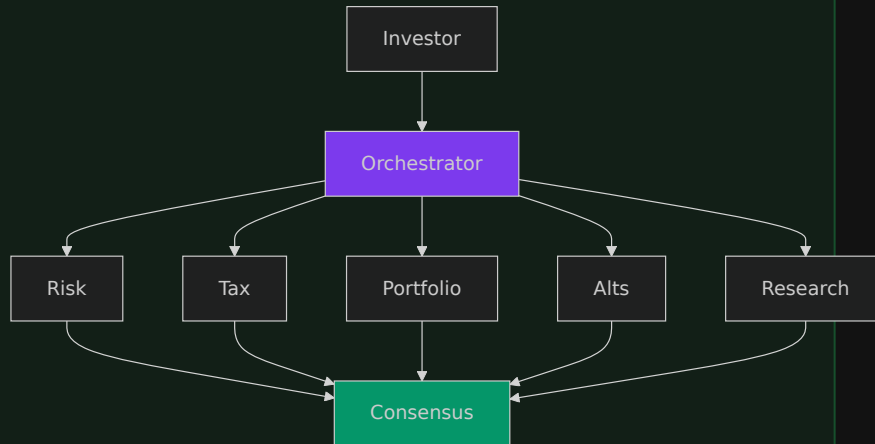 Investor
Orchestrator
Risk
Tax
Portfolio
Alts
Research
Consensus